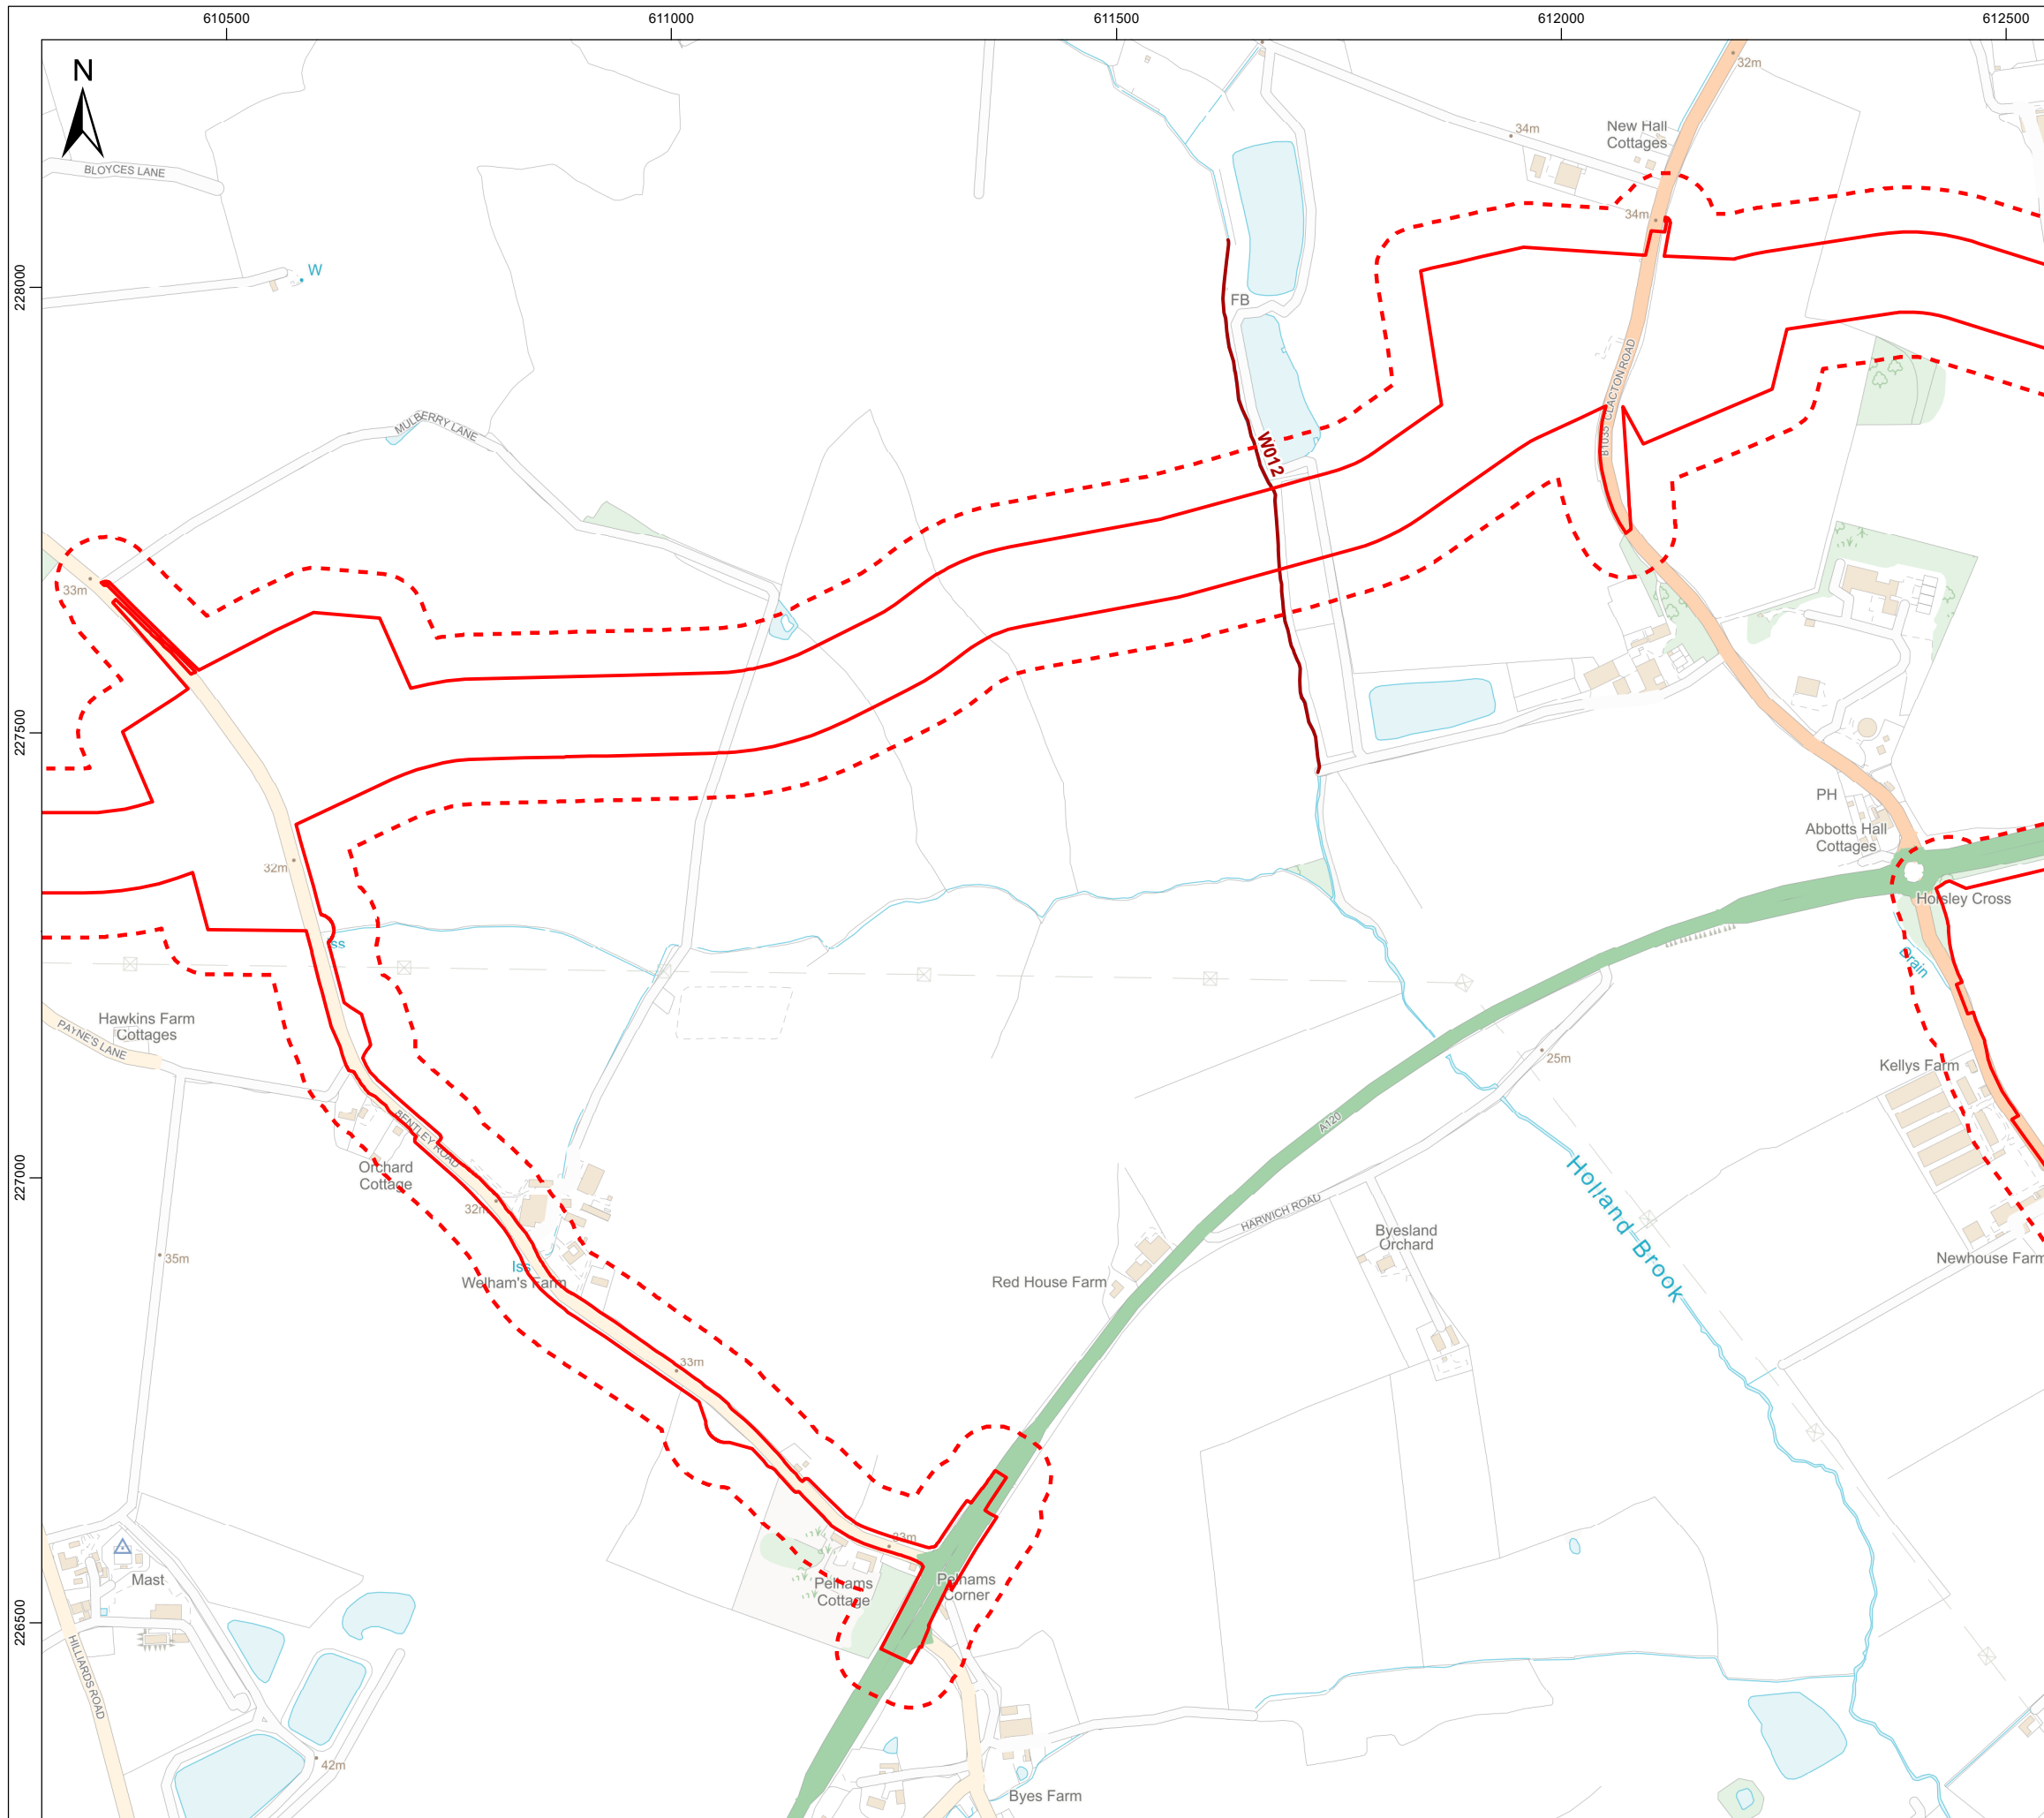 610500
611000
611500
612000
612500
N
32m
34m
New Hall
Cottages
BLOYCES LANE
34m
W
228000
FB
B1035 CLACTON ROAD
MULBERRY LANE
W012
33m
227500
PH
Abbotts Hall
Cottages
32m
Horsley Cross
Iss
Drain
Hawkins Farm
Cottages
PAYNE'S LANE
25m
Kellys Farm
A120
BENTLEY ROAD
Orchard
Cottage
227000
Holland Brook
32m
HARWICH ROAD
Byesland
Orchard
35m
Newhouse Farm
Iss
Welham's Farm
Red House Farm
33m
33m
Mast
Pelhams
Cottage
Pelhams
Corner
226500
HILLIARDS ROAD
42m
Byes Farm